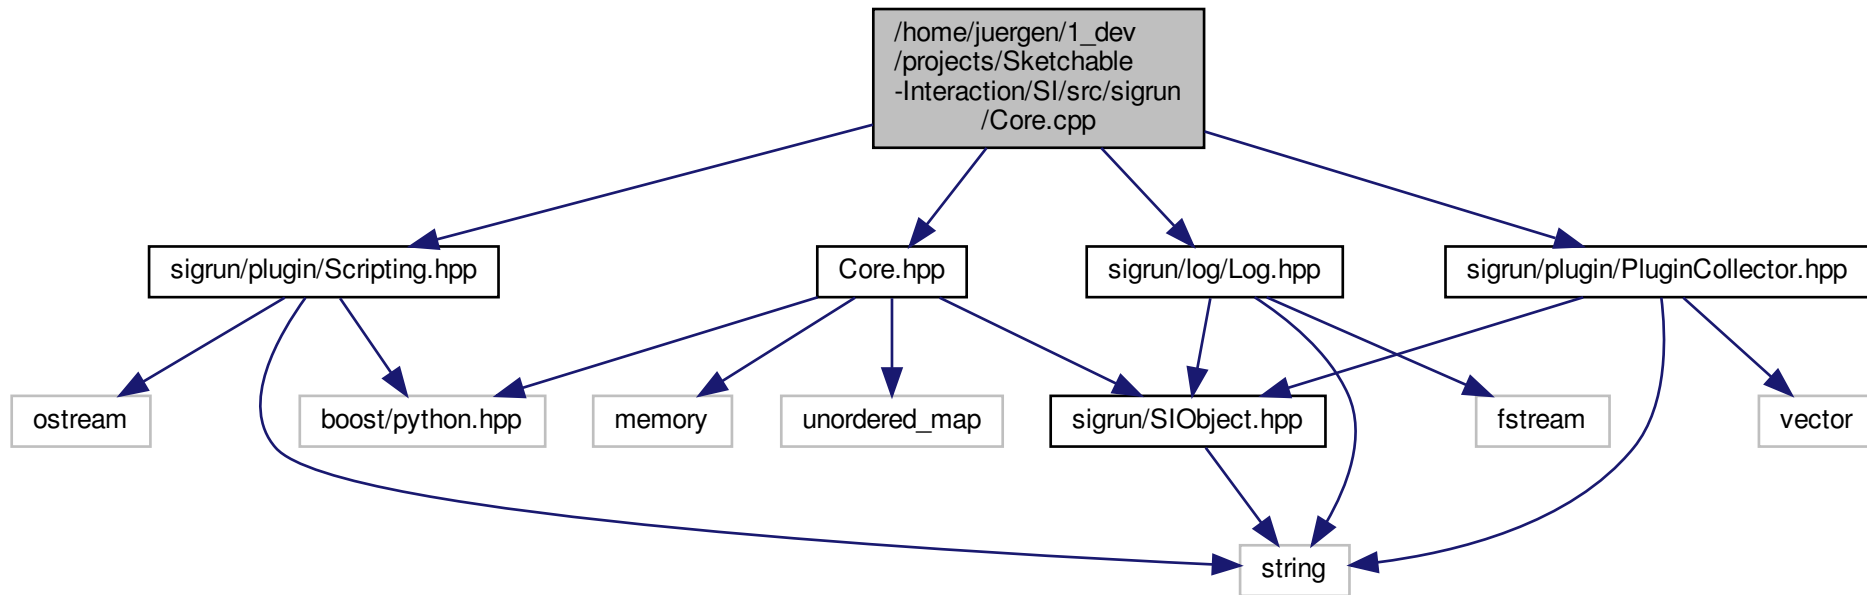 /home/juergen/1_dev
/projects/Sketchable
-Interaction/SI/src/sigrun
/Core.cpp
sigrun/plugin/Scripting.hpp
Core.hpp
sigrun/log/Log.hpp
sigrun/plugin/PluginCollector.hpp
ostream
boost/python.hpp
memory
unordered_map
sigrun/SIObject.hpp
fstream
vector
string